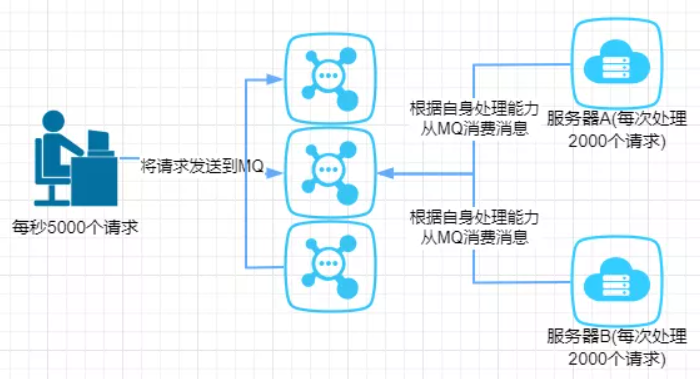 每秒5000个请求
将请求发送到MQ
根据自身处理能力
从MQ消费消息
服务器A(每次处理
2000个请求)
根据自身处理能力
从MQ消费消息
服务器B(每次处理
2000个请求)